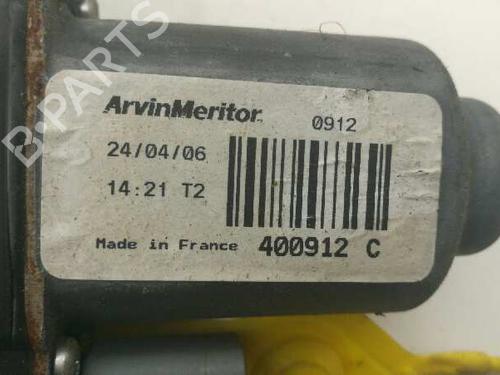 B-PARTS
ArvinMeritor 0912
24/04/06
14:21 T2
Made in France 400912 C